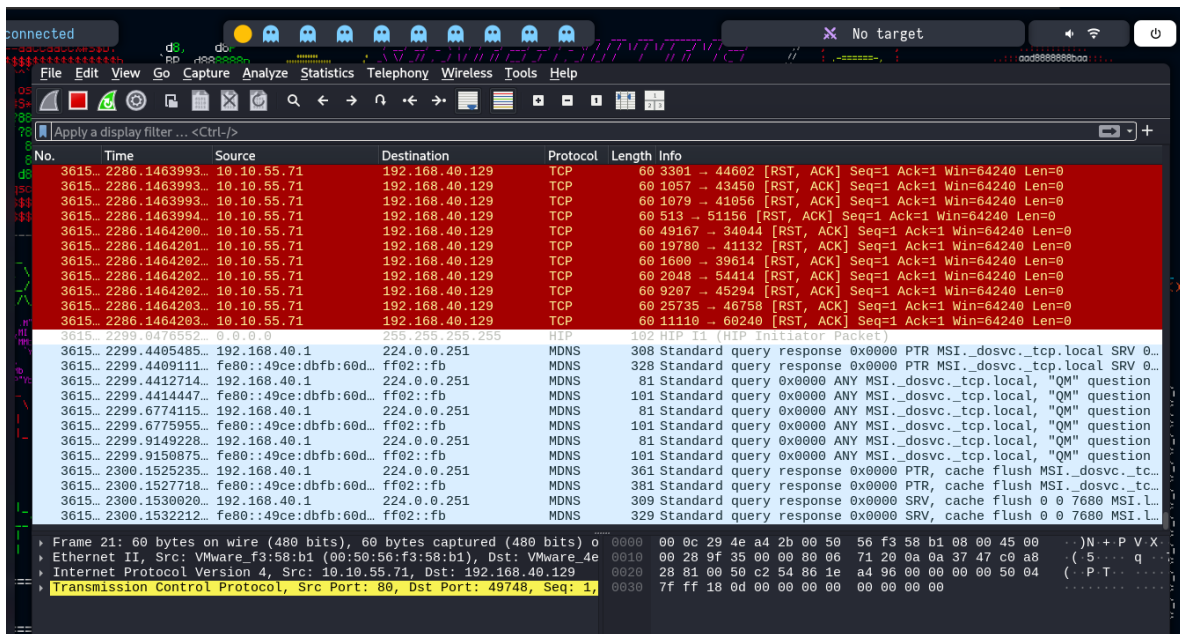 connected No target
File Edit View Go Capture Analyze Statistics Telephony Wireless Tools Help
Apply a display filter ... <Ctrl-/>
No. Time Source Destination Protocol Length Info
3615… 2286.1463993… 10.10.55.71 192.168.40.129 TCP 60 3301 → 44602 [RST, ACK] Seq=1 Ack=1 Win=64240 Len=0
3615… 2286.1463993… 10.10.55.71 192.168.40.129 TCP 60 1057 → 43450 [RST, ACK] Seq=1 Ack=1 Win=64240 Len=0
3615… 2286.1463993… 10.10.55.71 192.168.40.129 TCP 60 1079 → 41056 [RST, ACK] Seq=1 Ack=1 Win=64240 Len=0
3615… 2286.1463994… 10.10.55.71 192.168.40.129 TCP 60 513 → 51156 [RST, ACK] Seq=1 Ack=1 Win=64240 Len=0
3615… 2286.1464200… 10.10.55.71 192.168.40.129 TCP 60 49167 → 34044 [RST, ACK] Seq=1 Ack=1 Win=64240 Len=0
3615… 2286.1464201… 10.10.55.71 192.168.40.129 TCP 60 19780 → 41132 [RST, ACK] Seq=1 Ack=1 Win=64240 Len=0
3615… 2286.1464202… 10.10.55.71 192.168.40.129 TCP 60 1600 → 39614 [RST, ACK] Seq=1 Ack=1 Win=64240 Len=0
3615… 2286.1464202… 10.10.55.71 192.168.40.129 TCP 60 2048 → 54414 [RST, ACK] Seq=1 Ack=1 Win=64240 Len=0
3615… 2286.1464202… 10.10.55.71 192.168.40.129 TCP 60 9207 → 45294 [RST, ACK] Seq=1 Ack=1 Win=64240 Len=0
3615… 2286.1464203… 10.10.55.71 192.168.40.129 TCP 60 25735 → 46758 [RST, ACK] Seq=1 Ack=1 Win=64240 Len=0
3615… 2286.1464203… 10.10.55.71 192.168.40.129 TCP 60 11110 → 60240 [RST, ACK] Seq=1 Ack=1 Win=64240 Len=0
3615… 2299.0476552… 0.0.0.0 255.255.255.255 HIP 102 HIP I1 (HIP Initiator Packet)
3615… 2299.4405485… 192.168.40.1 224.0.0.251 MDNS 308 Standard query response 0x0000 PTR MSI._dosvc._tcp.local SRV 0…
3615… 2299.4409111… fe80::49ce:dbfb:60d… ff02::fb MDNS 328 Standard query response 0x0000 PTR MSI._dosvc._tcp.local SRV 0…
3615… 2299.4412714… 192.168.40.1 224.0.0.251 MDNS 81 Standard query 0x0000 ANY MSI._dosvc._tcp.local, "QM" question
3615… 2299.4414447… fe80::49ce:dbfb:60d… ff02::fb MDNS 101 Standard query 0x0000 ANY MSI._dosvc._tcp.local, "QM" question
3615… 2299.6774115… 192.168.40.1 224.0.0.251 MDNS 81 Standard query 0x0000 ANY MSI._dosvc._tcp.local, "QM" question
3615… 2299.6775955… fe80::49ce:dbfb:60d… ff02::fb MDNS 101 Standard query 0x0000 ANY MSI._dosvc._tcp.local, "QM" question
3615… 2299.9149228… 192.168.40.1 224.0.0.251 MDNS 81 Standard query 0x0000 ANY MSI._dosvc._tcp.local, "QM" question
3615… 2299.9150875… fe80::49ce:dbfb:60d… ff02::fb MDNS 101 Standard query 0x0000 ANY MSI._dosvc._tcp.local, "QM" question
3615… 2300.1525235… 192.168.40.1 224.0.0.251 MDNS 361 Standard query response 0x0000 PTR, cache flush MSI._dosvc._tc…
3615… 2300.1527718… fe80::49ce:dbfb:60d… ff02::fb MDNS 381 Standard query response 0x0000 PTR, cache flush MSI._dosvc._tc…
3615… 2300.1530020… 192.168.40.1 224.0.0.251 MDNS 309 Standard query response 0x0000 SRV, cache flush 0 0 7680 MSI.l…
3615… 2300.1532212… fe80::49ce:dbfb:60d… ff02::fb MDNS 329 Standard query response 0x0000 SRV, cache flush 0 0 7680 MSI.l…
Frame 21: 60 bytes on wire (480 bits), 60 bytes captured (480 bits) o 0000 00 0c 29 4e a4 2b 00 50 56 f3 58 b1 08 00 45 00 ··)N·+·P V·X···E·
Ethernet II, Src: VMware_f3:58:b1 (00:50:56:f3:58:b1), Dst: VMware_4e 0010 00 28 9f 35 00 00 80 06 71 20 0a 0a 37 47 c0 a8 ·(·5···· q ··7G··
Internet Protocol Version 4, Src: 10.10.55.71, Dst: 192.168.40.129 0020 28 81 00 50 c2 54 86 1e a4 96 00 00 00 00 50 04 (··P·T·· ······P·
Transmission Control Protocol, Src Port: 80, Dst Port: 49748, Seq: 1, 0030 7f ff 18 0d 00 00 00 00 00 00 00 00